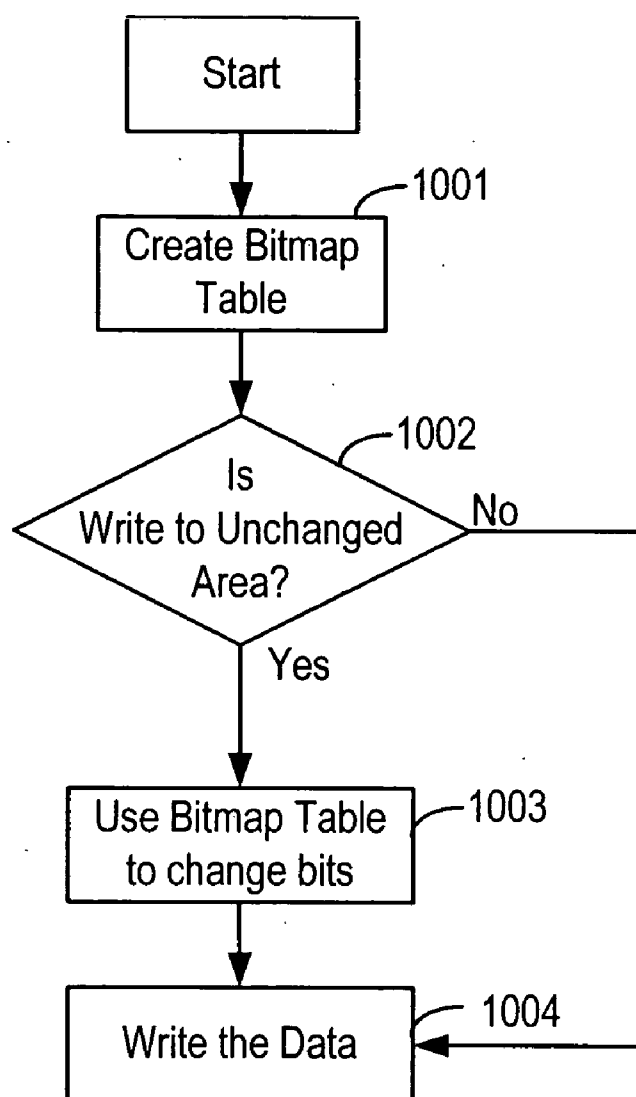 Start
1001
Create Bitmap
Table
1002
Is
Write to Unchanged
Area?
No
Yes
1003
Use Bitmap Table
to change bits
1004
Write the Data